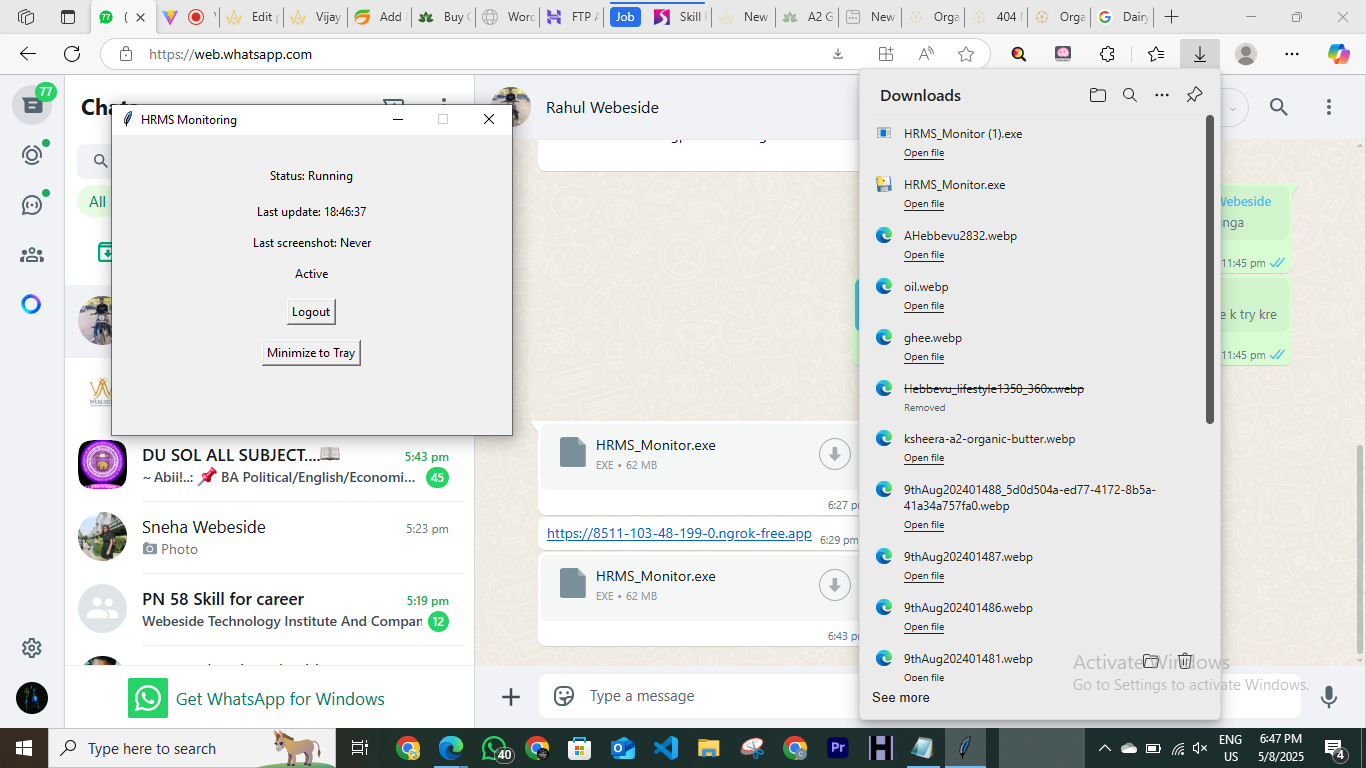 (
V
Edit p
Vijay
Add
Buy (
Word
FTP A
Job
Skill
New
A2 G
New
Orga
404
Orga
Dairy
https://web.whatsapp.com
77
Chats
HRMS Monitoring
Status: Running
Last update: 18:46:37
Last screenshot: Never
Active
Logout
Minimize to Tray
All
DU SOL ALL SUBJECT....📖
5:43 pm
~ Abii!..: 📌 BA Political/English/Economi...
45
Sneha Webeside
5:23 pm
Photo
PN 58 Skill for career
5:19 pm
Webeside Technology Institute And Compan
12
Get WhatsApp for Windows
Rahul Webeside
Webeside
nga
11:45 pm
e k try kre
11:45 pm
HRMS_Monitor.exe
EXE • 62 MB
6:27 p
https://8511-103-48-199-0.ngrok-free.app
6:29 pm
HRMS_Monitor.exe
EXE • 62 MB
6:43 p
Type a message
Downloads
HRMS_Monitor (1).exe
Open file
HRMS_Monitor.exe
Open file
AHebbevu2832.webp
Open file
oil.webp
Open file
ghee.webp
Open file
Hebbevu_lifestyle1350_360x.webp
Removed
ksheera-a2-organic-butter.webp
Open file
9thAug202401488_5d0d504a-ed77-4172-8b5a-
41a34a757fa0.webp
Open file
9thAug202401487.webp
Open file
9thAug202401486.webp
Open file
9thAug202401481.webp
Open file
See more
Activate Windows
Go to Settings to activate Windows.
Type here to search
40
Pr
ENG
US
6:47 PM
5/8/2025
4